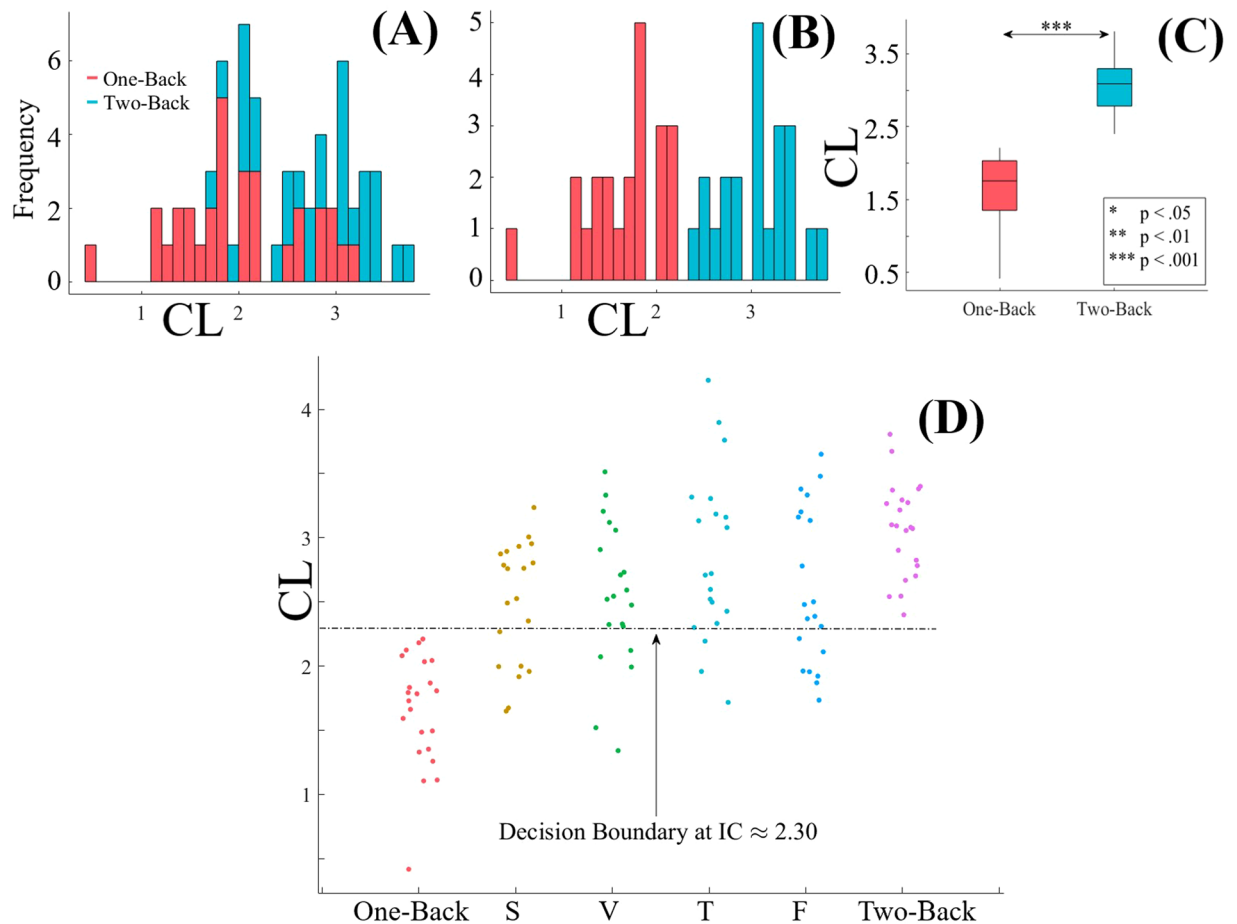 (A)
6
4
2
0
Frequency
One-Back
Two-Back
1
2
3
CL
(B)
5
4
3
2
1
0
1
2
3
CL
(C)
***
3.5
2.5
1.5
0.5
CL
* p < .05
** p < .01
*** p < .001
One-Back
Two-Back
(D)
4
3
2
1
CL
Decision Boundary at IC ≈ 2.30
One-Back
S
V
T
F
Two-Back